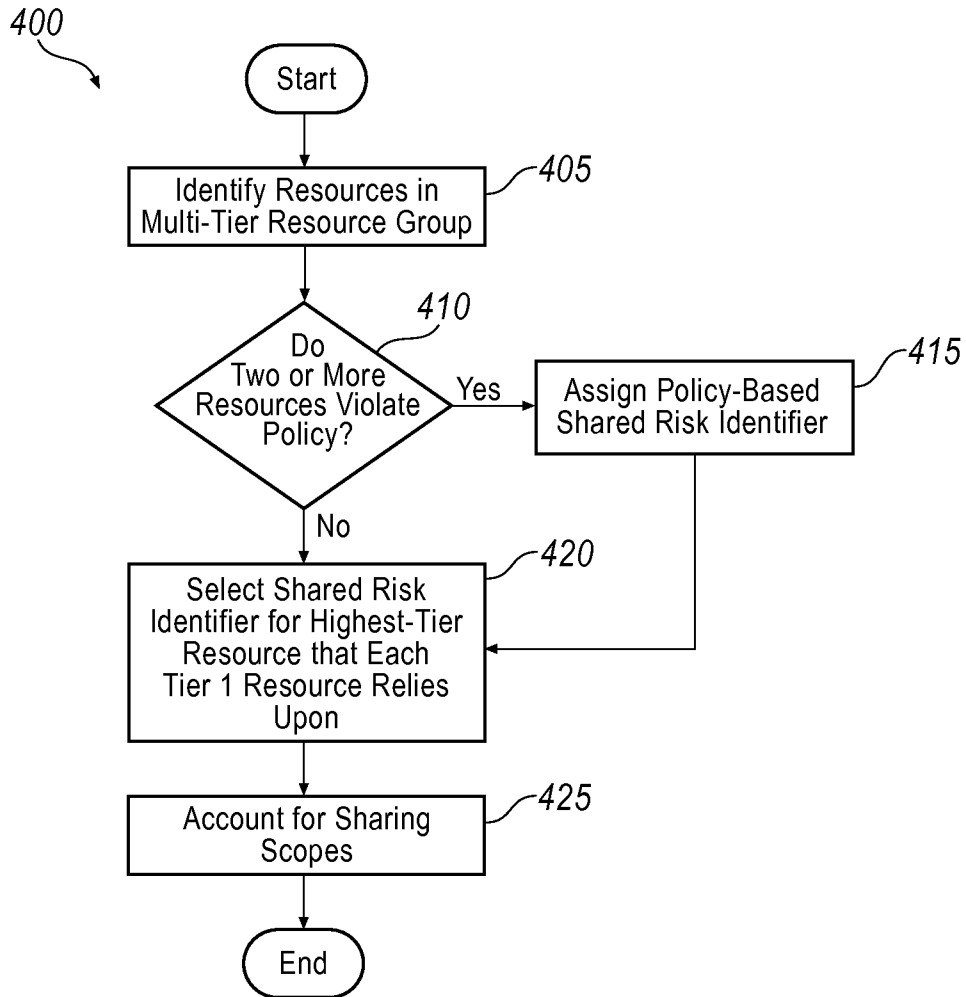 400
Start
Identify Resources in
Multi-Tier Resource Group
405
Do
Two or More
Resources Violate
Policy?
410
Yes
Assign Policy-Based
Shared Risk Identifier
415
No
Select Shared Risk
Identifier for Highest-Tier
Resource that Each
Tier 1 Resource Relies
Upon
420
Account for Sharing
Scopes
425
End